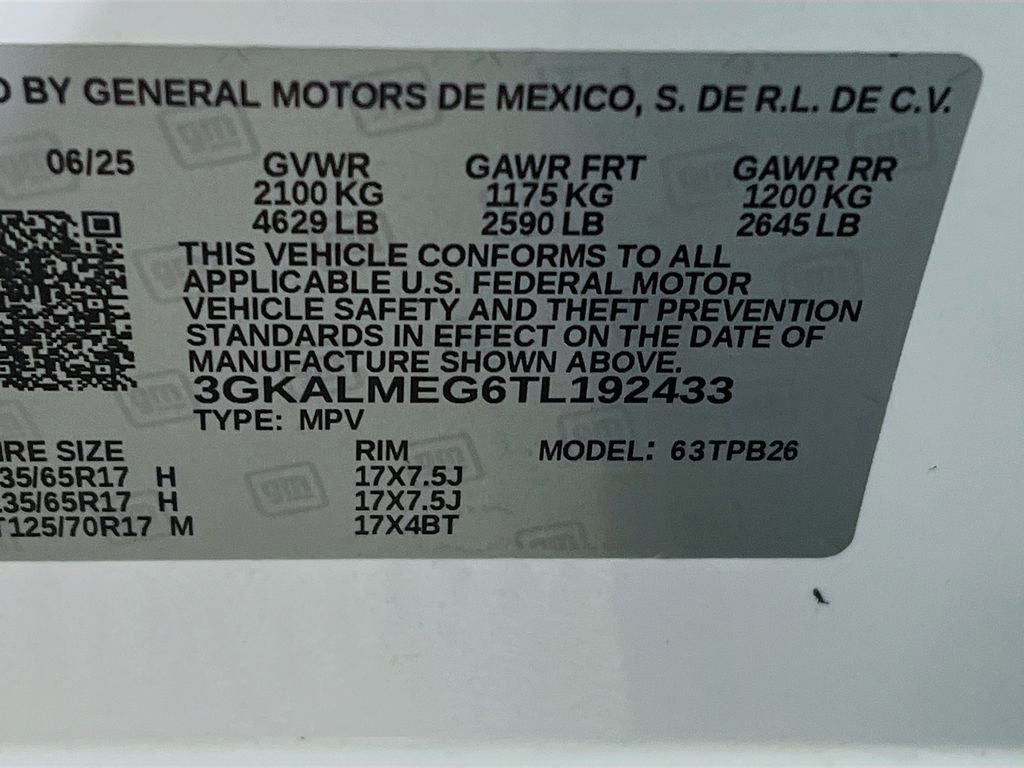 BY GENERAL MOTORS DE MEXICO, S. DE R.L. DE C.V.
06/25 GVWR GAWR FRT GAWR RR
2100 KG 1175 KG 1200 KG
4629 LB 2590 LB 2645 LB
THIS VEHICLE CONFORMS TO ALL
APPLICABLE U.S. FEDERAL MOTOR
VEHICLE SAFETY AND THEFT PREVENTION
STANDARDS IN EFFECT ON THE DATE OF
MANUFACTURE SHOWN ABOVE.
3GKALMEG6TL192433
TYPE: MPV
IRE SIZE RIM MODEL: 63TPB26
35/65R17 H 17X7.5J
35/65R17 H 17X7.5J
T125/70R17 M 17X4BT